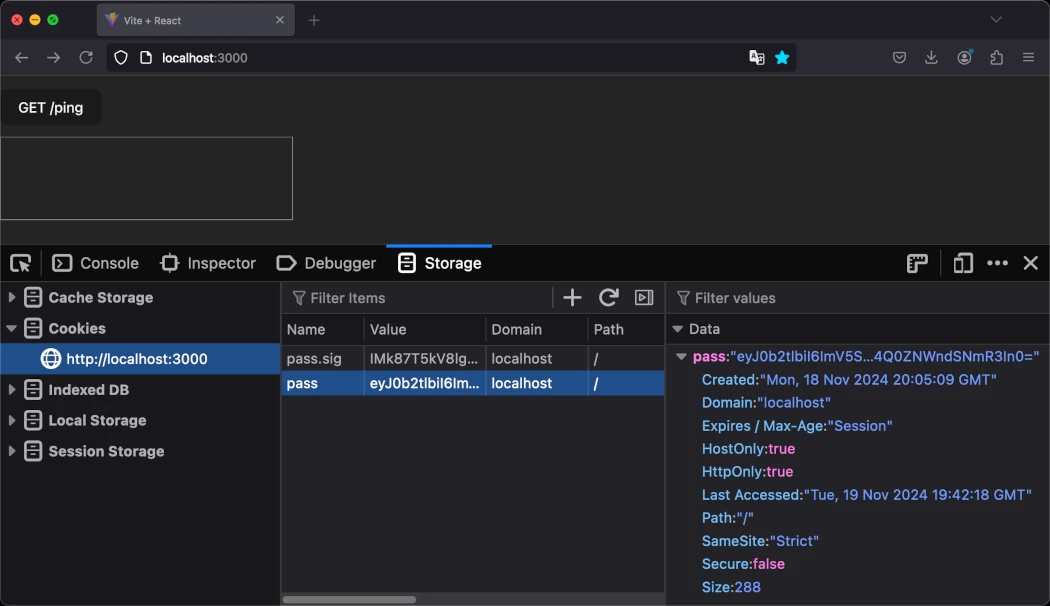 Vite + React
localhost:3000
GET /ping
Console
Inspector
Debugger
Storage
Cache Storage
Cookies
http://localhost:3000
Indexed DB
Local Storage
Session Storage
Filter Items
Name Value Domain Path
pass.sig IMk87T5kV8Ig... localhost /
pass eyJ0b2tlbiI6Im... localhost /
Filter values
Data
pass:"eyJ0b2tlbiI6ImV5S...4Q0ZNWndSNmR3In0="
Created:"Mon, 18 Nov 2024 20:05:09 GMT"
Domain:"localhost"
Expires / Max-Age:"Session"
HostOnly:true
HttpOnly:true
Last Accessed:"Tue, 19 Nov 2024 19:42:18 GMT"
Path:"/"
SameSite:"Strict"
Secure:false
Size:288